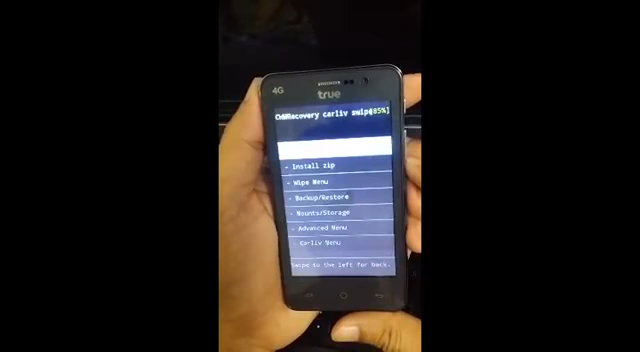 4G
true
CWMRecovery carliv swipe[85%]
- Install zip
- Wipe Menu
- Backup/Restore
- Mounts/Storage
- Advanced Menu
- Carliv Menu
Swipe to the left for back.